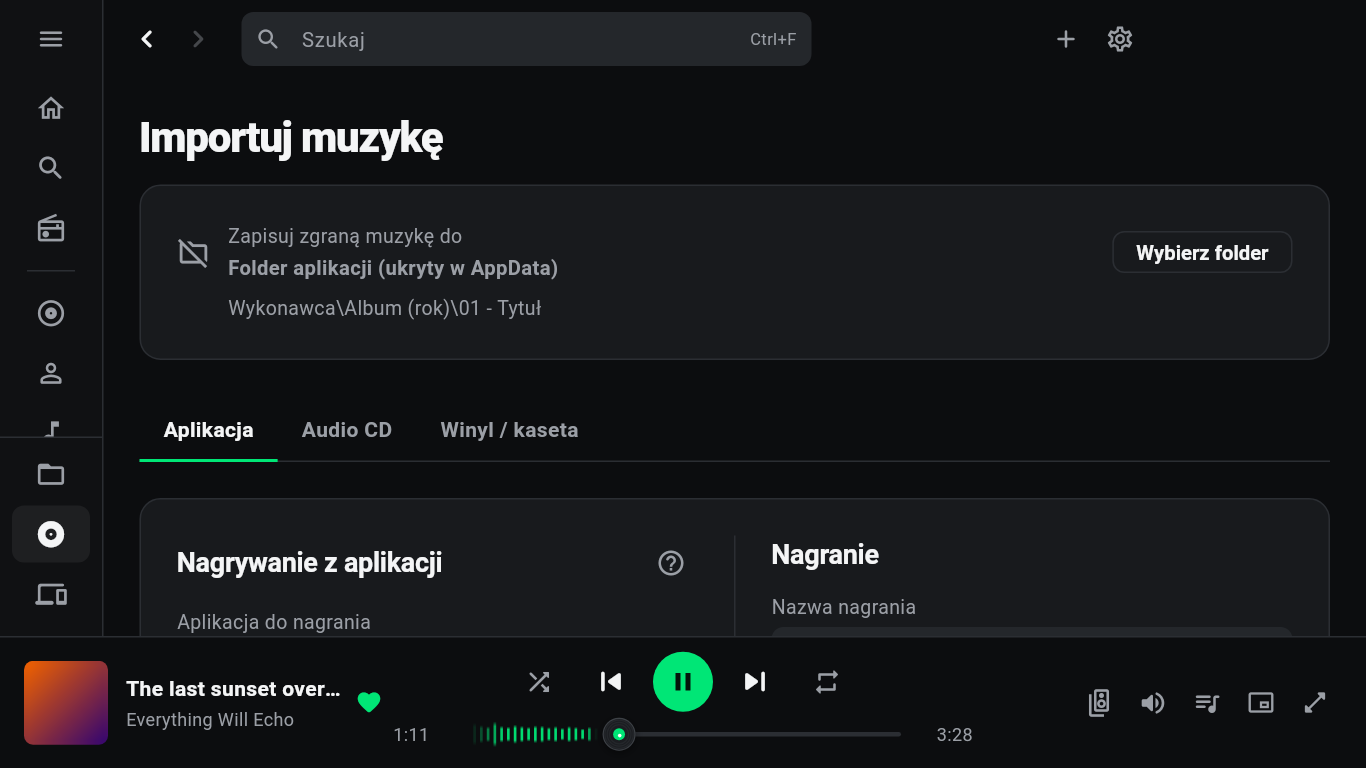 Szukaj
Ctrl+F
Importuj muzykę
Zapisuj zgraną muzykę do
Folder aplikacji (ukryty w AppData)
Wykonawca\Album (rok)\01 - Tytuł
Wybierz folder
Aplikacja
Audio CD
Winyl / kaseta
Nagrywanie z aplikacji
Aplikacja do nagrania
Nagranie
Nazwa nagrania
The last sunset over…
Everything Will Echo
1:11
3:28